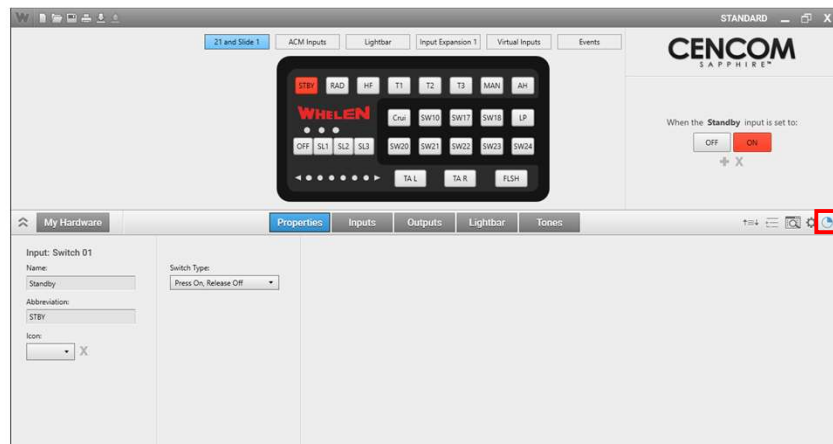 W
STANDARD
21 and Slide 1
ACM Inputs
Lightbar
Input Expansion 1
Virtual Inputs
Events
CENCOM
SAPPHIRE™
STBY RAD HF T1 T2 T3 MAN AH
WHELEN
Crui SW10 SW17 SW18 LP
OFF SL1 SL2 SL3 SW20 SW21 SW22 SW23 SW24
TA L TA R FLSH
When the Standby input is set to:
OFF ON
My Hardware
Properties
Inputs
Outputs
Lightbar
Tones
Input: Switch 01
Name:
Standby
Abbreviation:
STBY
Icon:
X
Switch Type:
Press On, Release Off